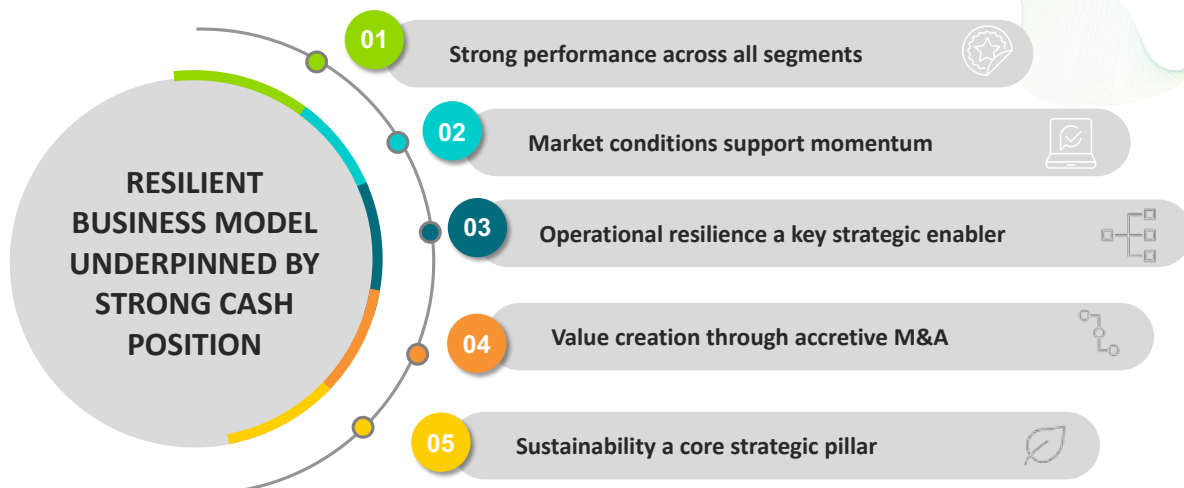 RESILIENT
BUSINESS MODEL
UNDERPINNED BY
STRONG CASH
POSITION
01
Strong performance across all segments
02
Market conditions support momentum
03
Operational resilience a key strategic enabler
04
Value creation through accretive M&A
05
Sustainability a core strategic pillar